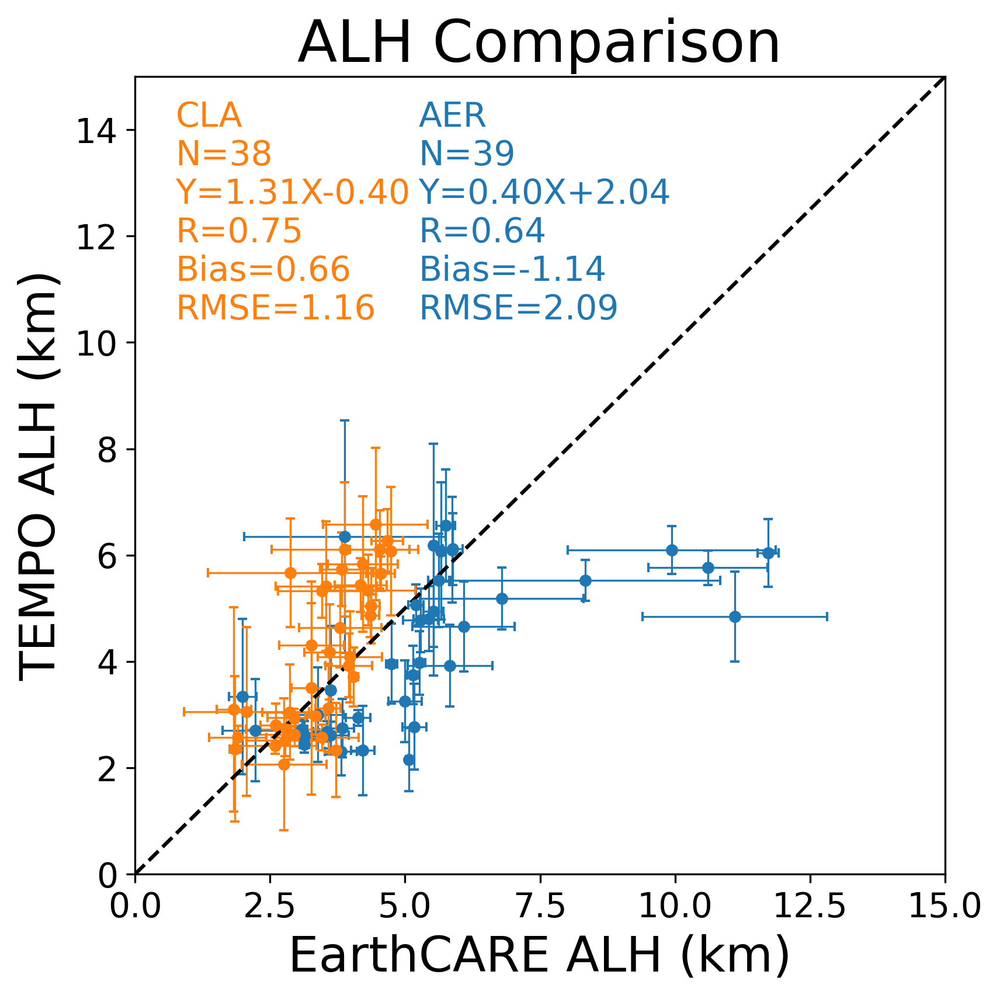 ALH Comparison
CLA
N=38
Y=1.31X-0.40
R=0.75
Bias=0.66
RMSE=1.16
AER
N=39
Y=0.40X+2.04
R=0.64
Bias=-1.14
RMSE=2.09
TEMPO ALH (km)
14
12
10
8
6
4
2
0
0.0 2.5 5.0 7.5 10.0 12.5 15.0
EarthCARE ALH (km)